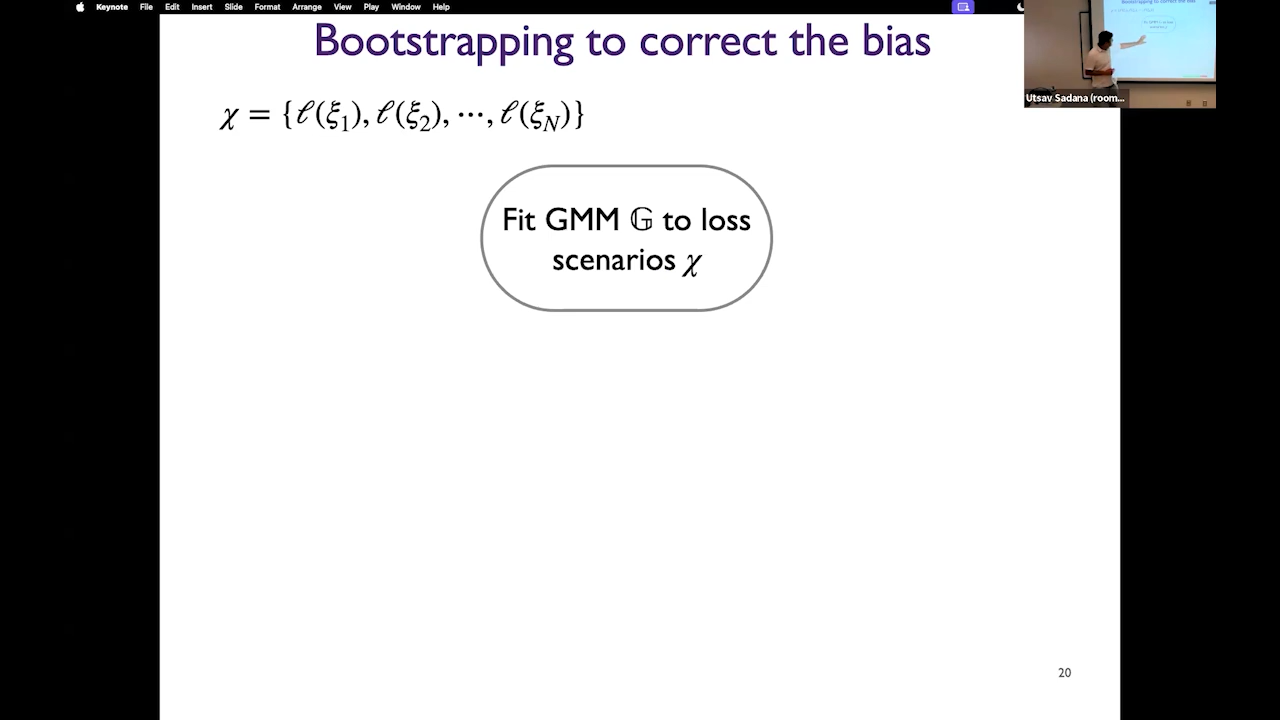 Keynote File Edit Insert Slide Format Arrange View Play Window Help
Bootstrapping to correct the bias
χ = {ℓ(ξ₁), ℓ(ξ₂), ⋯, ℓ(ξ_N)}
Fit GMM 𝔾 to loss
scenarios χ
Utsav Sadana (room...
20